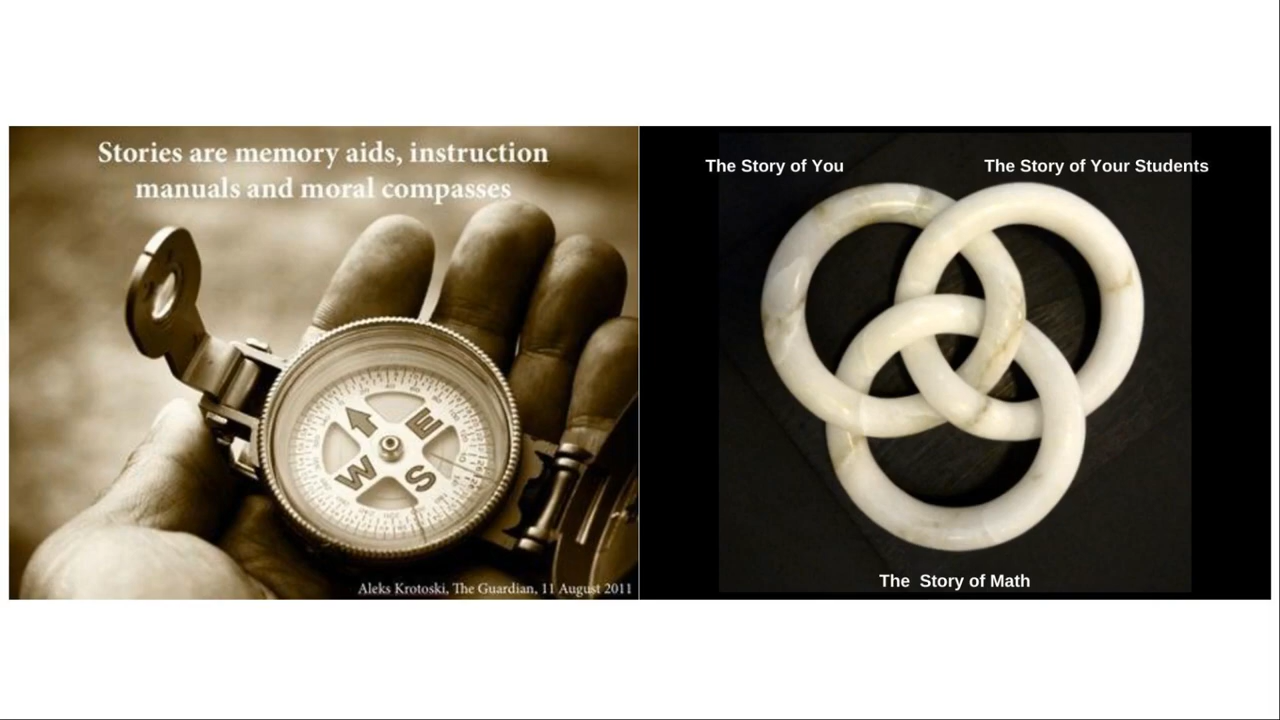 Stories are memory aids, instruction
manuals and moral compasses
E
W
S
Aleks Krotoski, The Guardian, 11 August 2011
The Story of You
The Story of Your Students
The  Story of Math